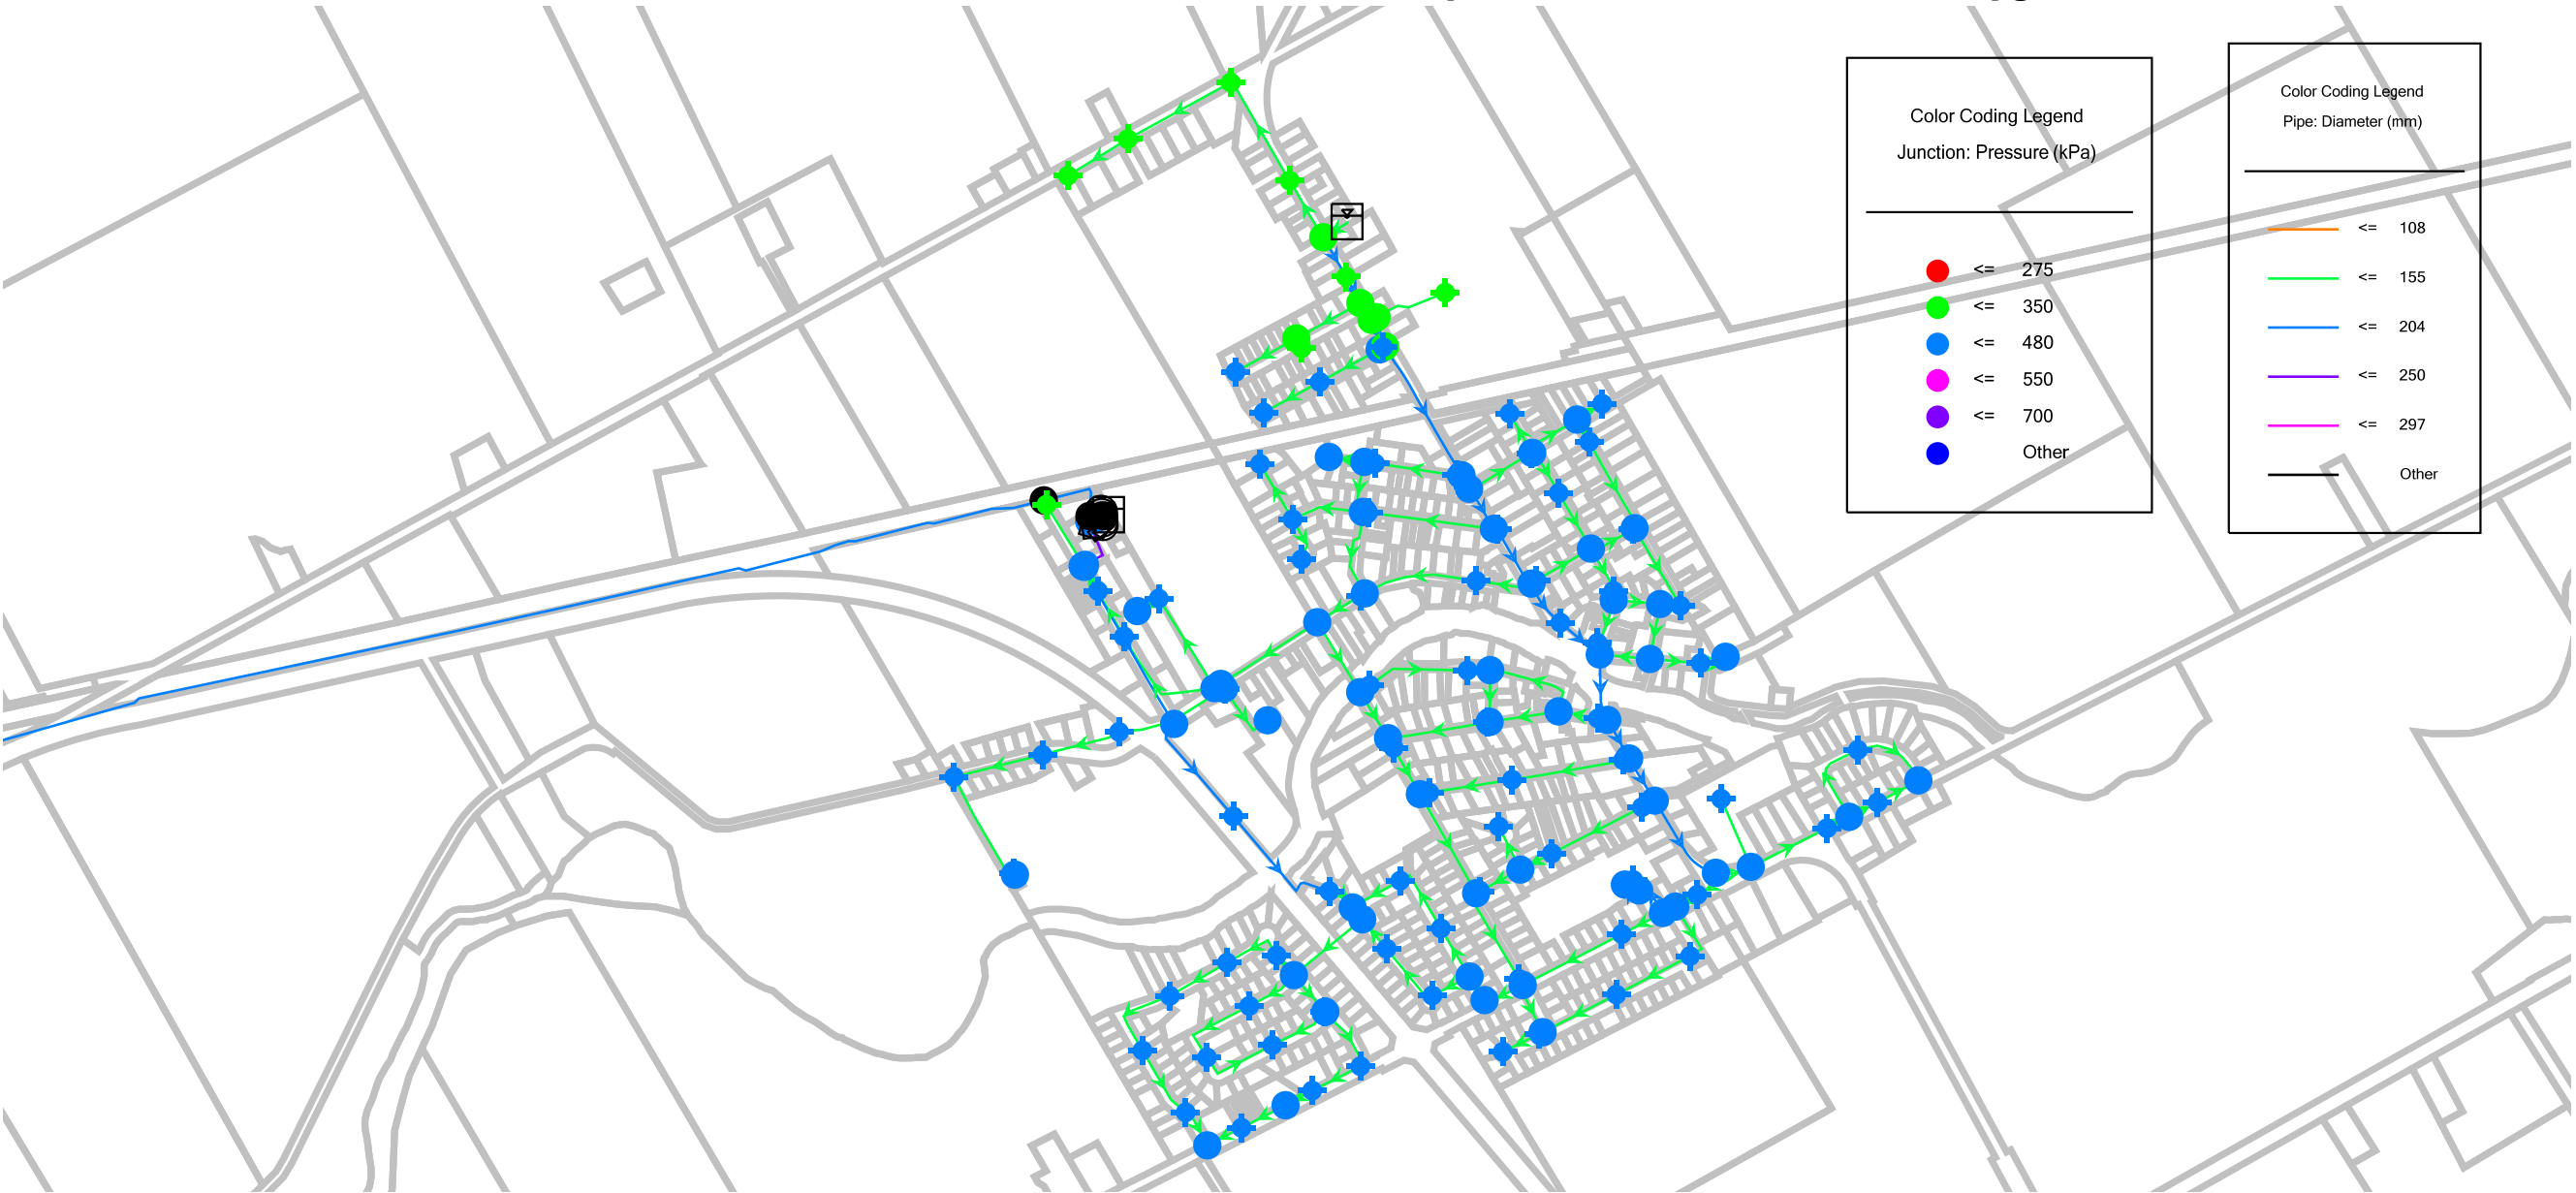 Color Coding Legend
Junction: Pressure (kPa)
<= 275
<= 350
<= 480
<= 550
<= 700
Other
Color Coding Legend
Pipe: Diameter (mm)
<= 108
<= 155
<= 204
<= 250
<= 297
Other